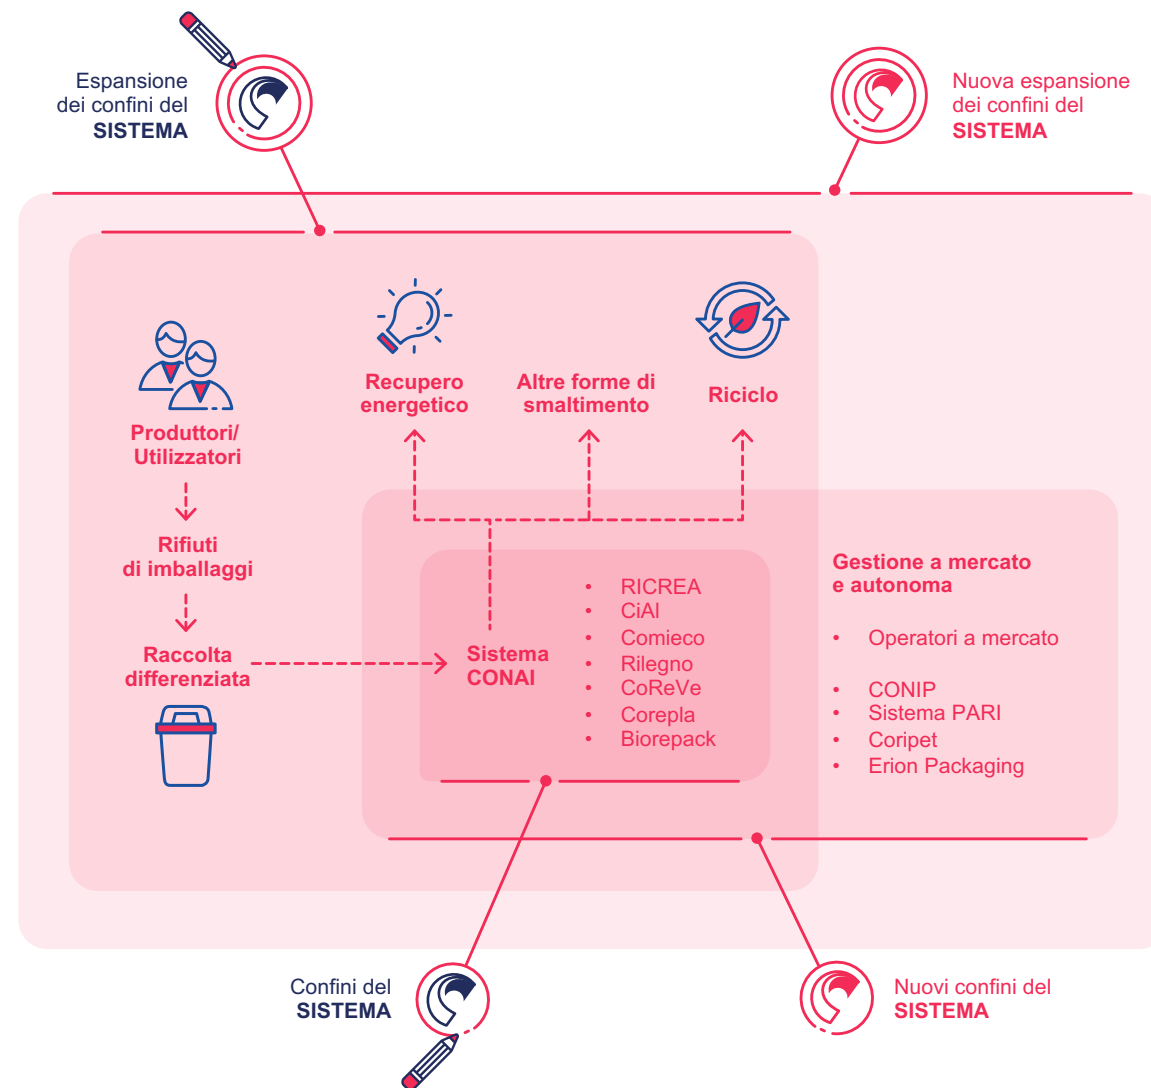 Espansione
dei confini del
SISTEMA
Nuova espansione
dei confini del
SISTEMA
Produttori/
Utilizzatori
Rifiuti
di imballaggi
Raccolta
differenziata
Recupero
energetico
Altre forme di
smaltimento
Riciclo
Sistema
CONAI
• RICREA
• CiAl
• Comieco
• Rilegno
• CoReVe
• Corepla
• Biorepack
Gestione a mercato
e autonoma
• Operatori a mercato
• CONIP
• Sistema PARI
• Coripet
• Erion Packaging
Confini del
SISTEMA
Nuovi confini del
SISTEMA